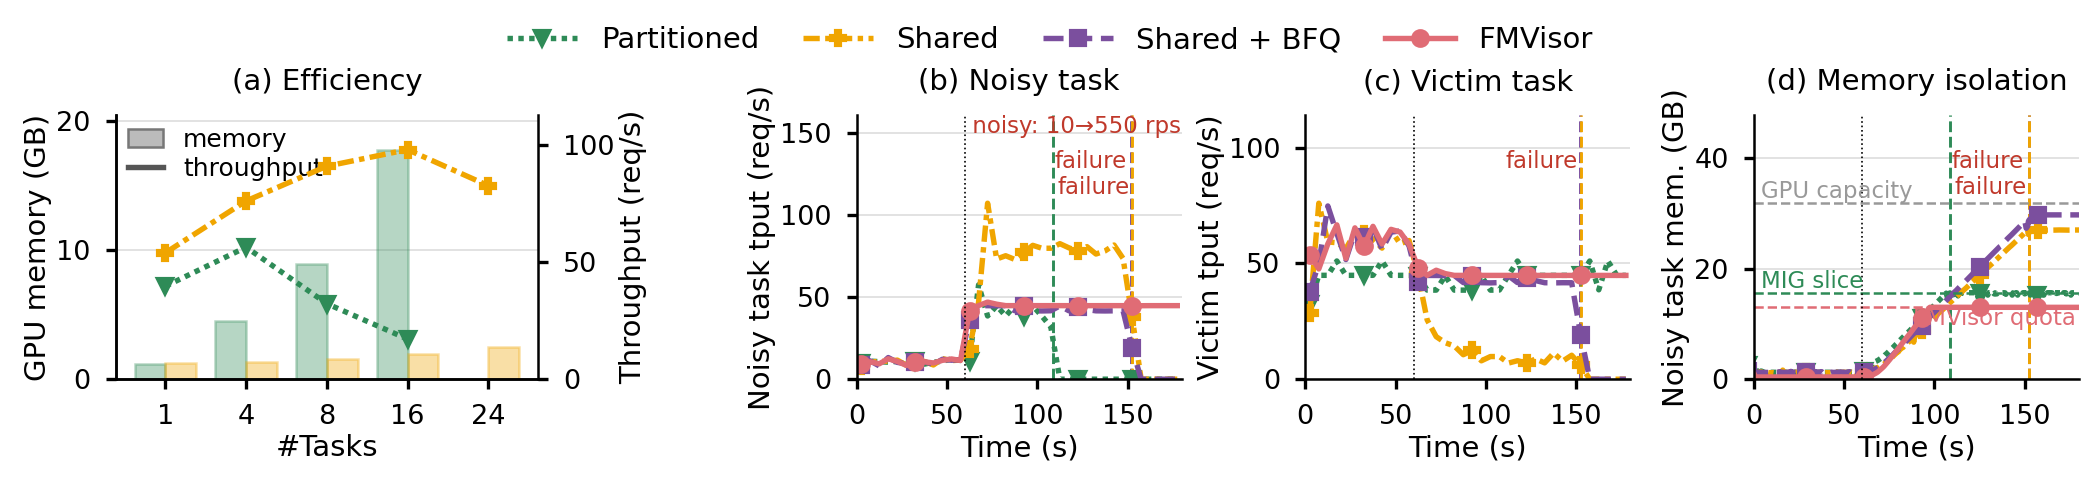 Partitioned Shared Shared + BFQ FMVisor
(a) Efficiency
GPU memory (GB)
20
10
0
memory
throughput
100
50
0
Throughput (req/s)
1 4 8 16 24
#Tasks
(b) Noisy task
Noisy task tput (req/s)
150
100
50
0
noisy: 10→550 rps
failure
failure
0 50 100 150
Time (s)
(c) Victim task
Victim tput (req/s)
100
50
0
failure
0 50 100 150
Time (s)
(d) Memory isolation
Noisy task mem. (GB)
40
20
0
failure
failure
GPU capacity
MIG slice
FMVisor quota
0 50 100 150
Time (s)